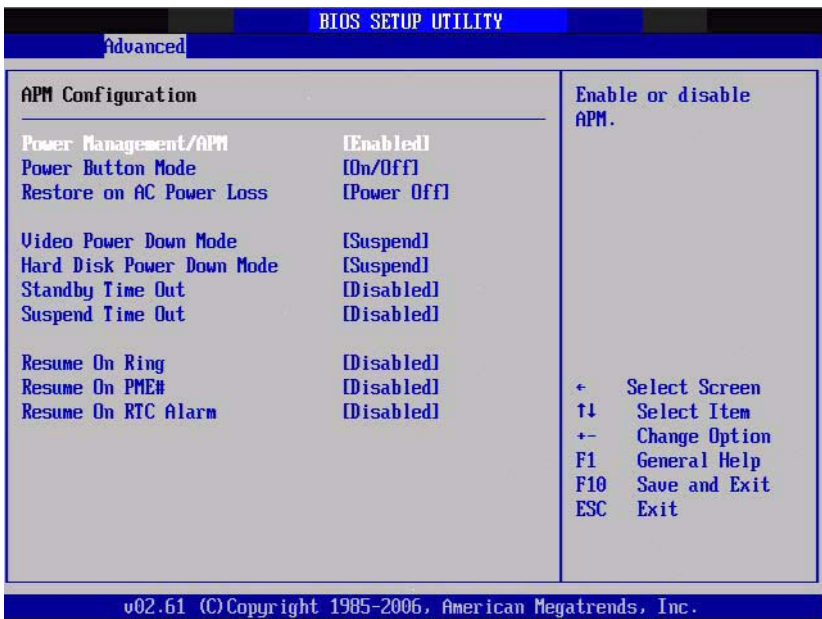 BIOS SETUP UTILITY
Advanced
APM Configuration
Power Management/APM [Enabled]
Power Button Mode [On/Off]
Restore on AC Power Loss [Power Off]
Video Power Down Mode [Suspend]
Hard Disk Power Down Mode [Suspend]
Standby Time Out [Disabled]
Suspend Time Out [Disabled]
Resume On Ring [Disabled]
Resume On PME# [Disabled]
Resume On RTC Alarm [Disabled]
Enable or disable
APM.
← Select Screen
↑↓ Select Item
+- Change Option
F1 General Help
F10 Save and Exit
ESC Exit
v02.61 (C)Copyright 1985-2006, American Megatrends, Inc.